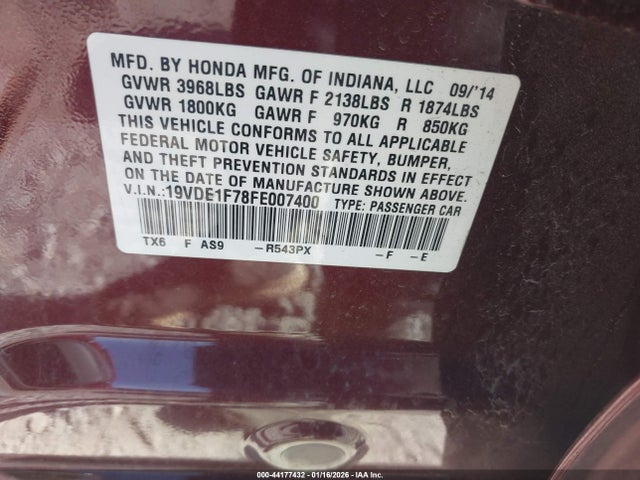 MFD. BY HONDA MFG. OF INDIANA, LLC 09/'14
GVWR 3968LBS GAWR F 2138LBS R 1874LBS
GVWR 1800KG GAWR F 970KG R 850KG
THIS VEHICLE CONFORMS TO ALL APPLICABLE
FEDERAL MOTOR VEHICLE SAFETY, BUMPER,
AND THEFT PREVENTION STANDARDS IN EFFECT
ON THE DATE OF MANUFACTURE SHOWN ABOVE.
V.I.N.:19VDE1F78FE007400 TYPE: PASSENGER CAR
TX6 F AS9 -R543PX -F -E
000-44177432 - 01/16/2026 - ©COPYRIGHT IAA, INC.